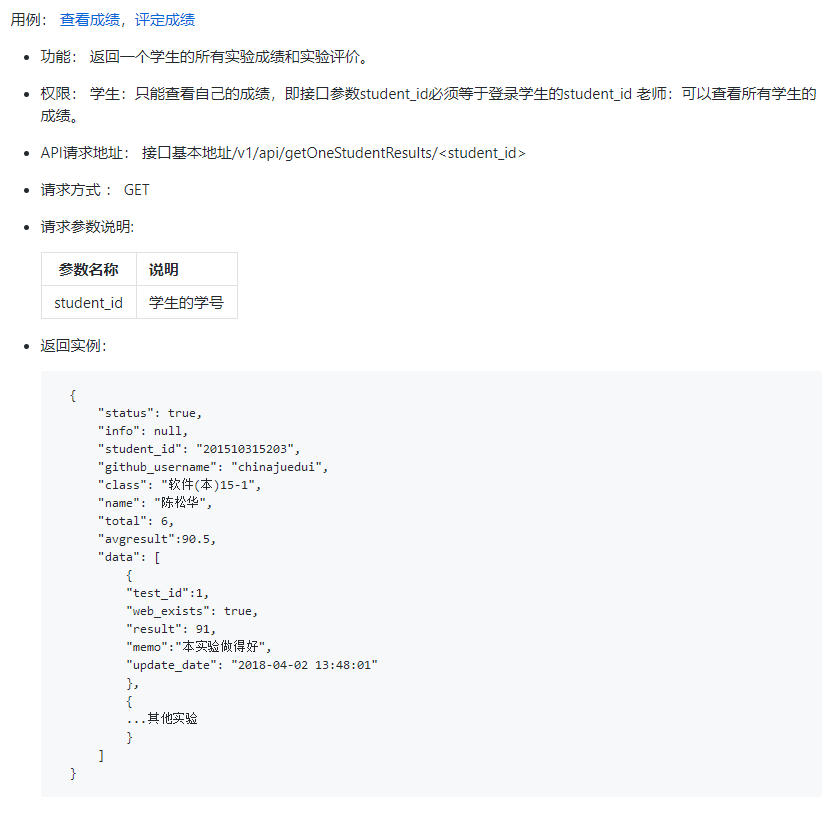 用例： 查看成绩，评定成绩
功能： 返回一个学生的所有实验成绩和实验评价。
权限： 学生：只能查看自己的成绩，即接口参数student_id必须等于登录学生的student_id 老师：可以查看所有学生的
成绩。
API请求地址： 接口基本地址/v1/api/getOneStudentResults/<student_id>
请求方式 ： GET
请求参数说明:
参数名称 说明
student_id 学生的学号
返回实例：
{
"status": true,
"info": null,
"student_id": "201510315203",
"github_username": "chinajuedui",
"class": "软件(本)15-1",
"name": "陈松华",
"total": 6,
"avgresult":90.5,
"data": [
{
"test_id":1,
"web_exists": true,
"result": 91,
"memo":"本实验做得好",
"update_date": "2018-04-02 13:48:01"
},
{
...其他实验
}
]
}